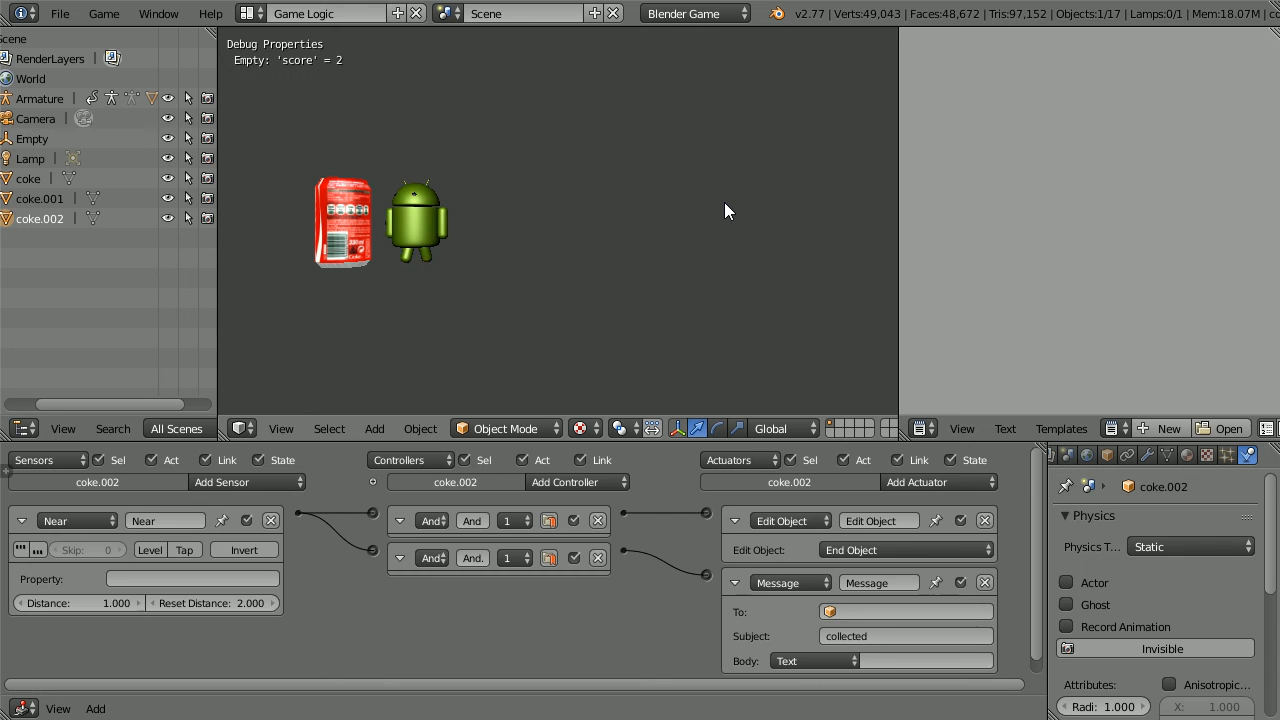 File Game Window Help Game Logic Scene Blender Game v2.77 | Verts:49,043 | Faces:48,672 | Tris:97,152 | Objects:1/17 | Lamps:0/1 | Mem:18.07M | co
Scene
RenderLayers
World
Armature
Camera
Empty
Lamp
coke
coke.001
coke.002
Debug Properties
Empty: 'score' = 2
330ml
View Search All Scenes
View Select Add Object Object Mode Global
View Text Templates New Open
Sensors Sel Act Link State Controllers Sel Act Link Actuators Sel Act Link State
coke.002 Add Sensor coke.002 Add Controller coke.002 Add Actuator
Near Near And And 1 Edit Object Edit Object
Skip: 0 Level Tap Invert
Edit Object: End Object
And And. 1
Property:
Message Message
Distance: 1.000 Reset Distance: 2.000
To:
Subject: collected
Body: Text
coke.002
Physics
Physics T... Static
Actor
Ghost
Record Animation
Invisible
Attributes: Anisotropic...
Radi: 1.000 X: 1.000
View Add